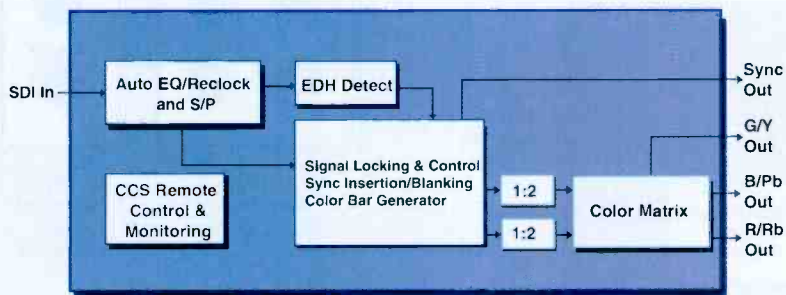 SDI In
Auto EQ/Reclock
and S/P
EDH Detect
Sync
Out
G/Y
Out
Signal Locking & Control
Sync Insertion/Blanking
Color Bar Generator
CCS Remote
Control &
Monitoring
1:2
1:2
Color Matrix
B/Pb
Out
R/Rb
Out